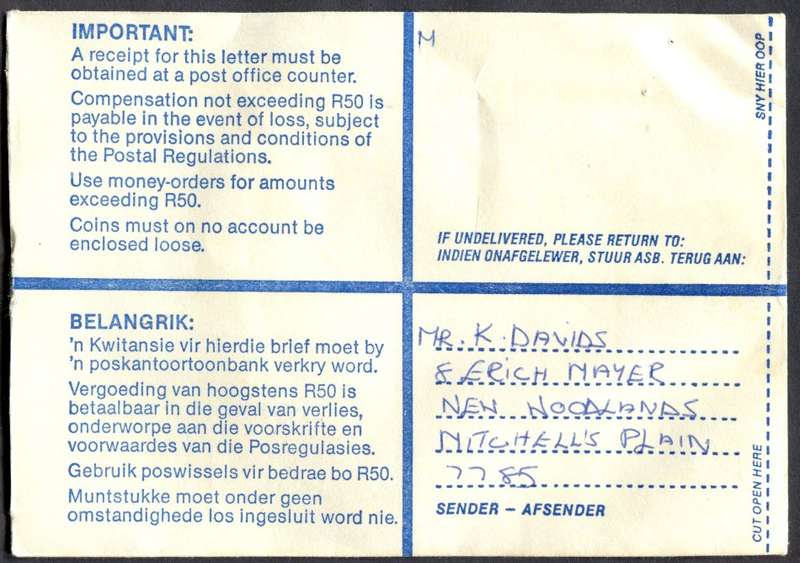 IMPORTANT:
A receipt for this letter must be
obtained at a post office counter.
Compensation not exceeding R50 is
payable in the event of loss, subject
to the provisions and conditions of
the Postal Regulations.
Use money-orders for amounts
exceeding R50.
Coins must on no account be
enclosed loose.
M
IF UNDELIVERED, PLEASE RETURN TO:
INDIEN ONAFGELEWER, STUUR ASB. TERUG AAN:
SNY HIER OOP
BELANGRIK:
'n Kwitansie vir hierdie brief moet by
'n poskantoortoonbank verkry word.
Vergoeding van hoogstens R50 is
betaalbaar in die geval van verlies,
onderworpe aan die voorskrifte en
voorwaardes van die Posregulasies.
Gebruik poswissels vir bedrae bo R50.
Muntstukke moet onder geen
omstandighede los ingesluit word nie.
MR. K. DAVIDS
8 ERICH MAYER
NEW WOODLANDS
MITCHELL'S PLAIN
7785
SENDER – AFSENDER
CUT OPEN HERE